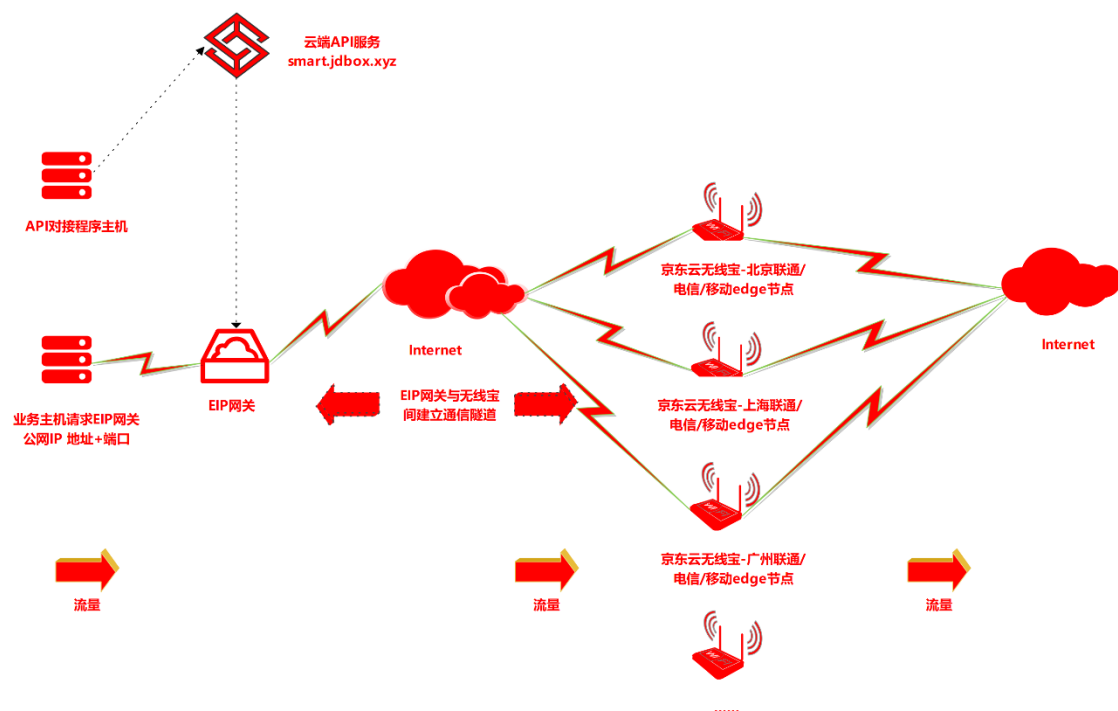 云端API服务
smart.jdbox.xyz
API对接程序主机
京东云无线宝-北京联通/
电信/移动edge节点
Internet
Internet
EIP网关
EIP网关与无线宝
间建立通信隧道
业务主机请求EIP网关
公网IP 地址+端口
京东云无线宝-上海联通/
电信/移动edge节点
京东云无线宝-广州联通/
电信/移动edge节点
流量
流量
流量